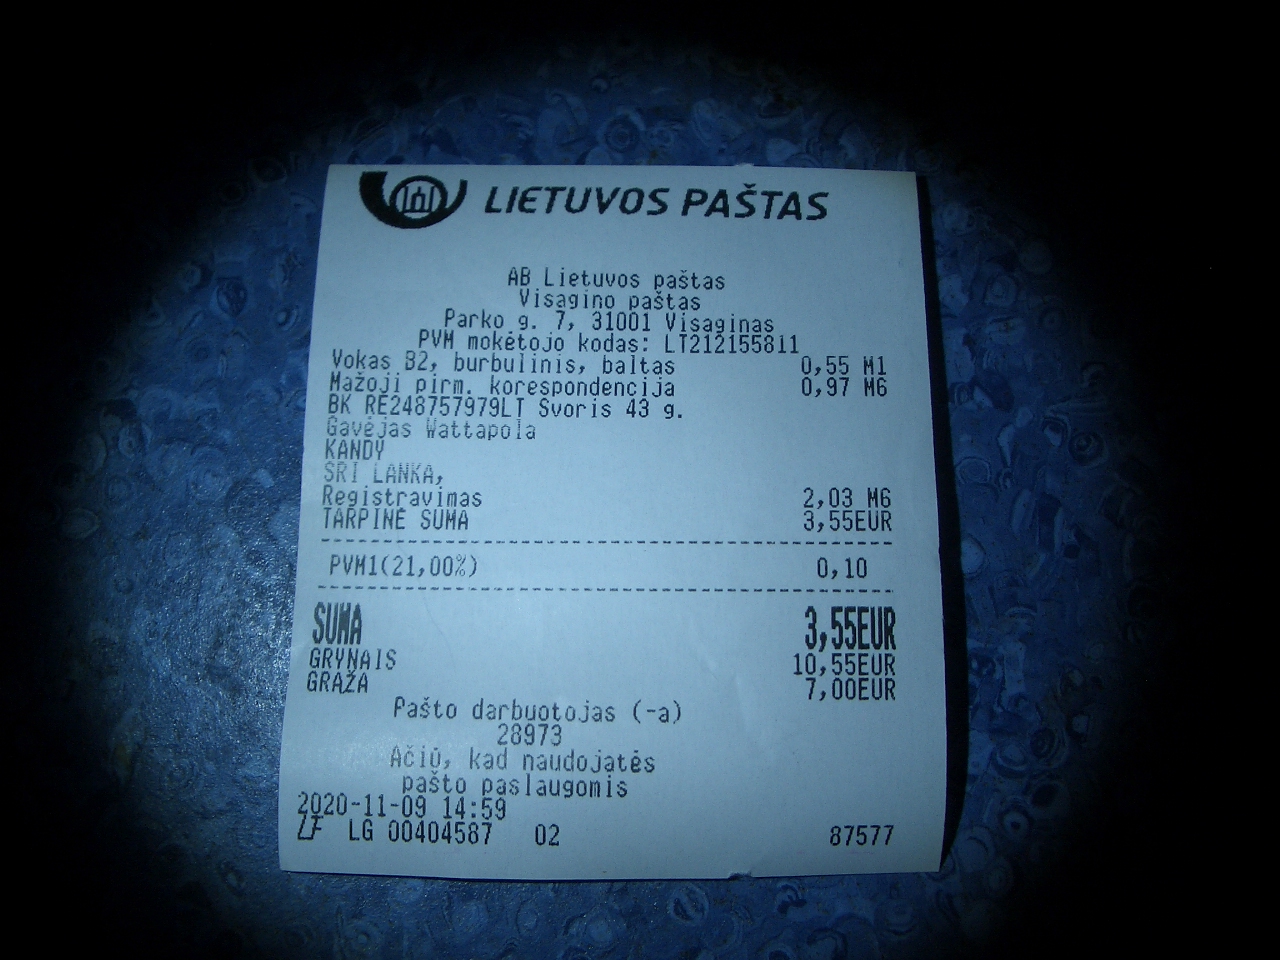 LIETUVOS PAŠTAS
AB Lietuvos paštas
Visagino paštas
Parko g. 7, 31001 Visaginas
PVM mokėtojo kodas: LT212155811
Vokas B2, burbulinis, baltas 0,55 M1
Mažoji pirm. korespondencija 0,97 M6
BK RE248757979LT Svoris 43 g.
Gavėjas Wattapola
KANDY
SRI LANKA,
Registravimas 2,03 M6
TARPINĖ SUMA 3,55EUR
PVM1(21,00%) 0,10
SUMA 3,55EUR
GRYNAIS 10,55EUR
GRĄŽA 7,00EUR
Pašto darbuotojas (-a)
28973
Ačiū, kad naudojatės
pašto paslaugomis
2020-11-09 14:59
LF LG 00404587 02 87577